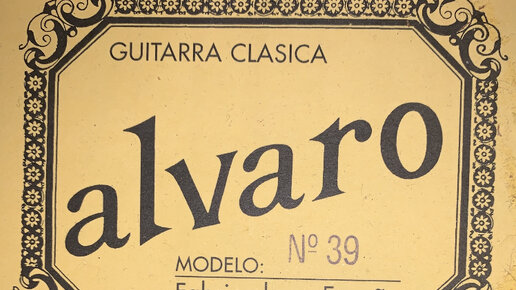 GUITARRA CLASICA
alvaro
MODELO: Nº 39